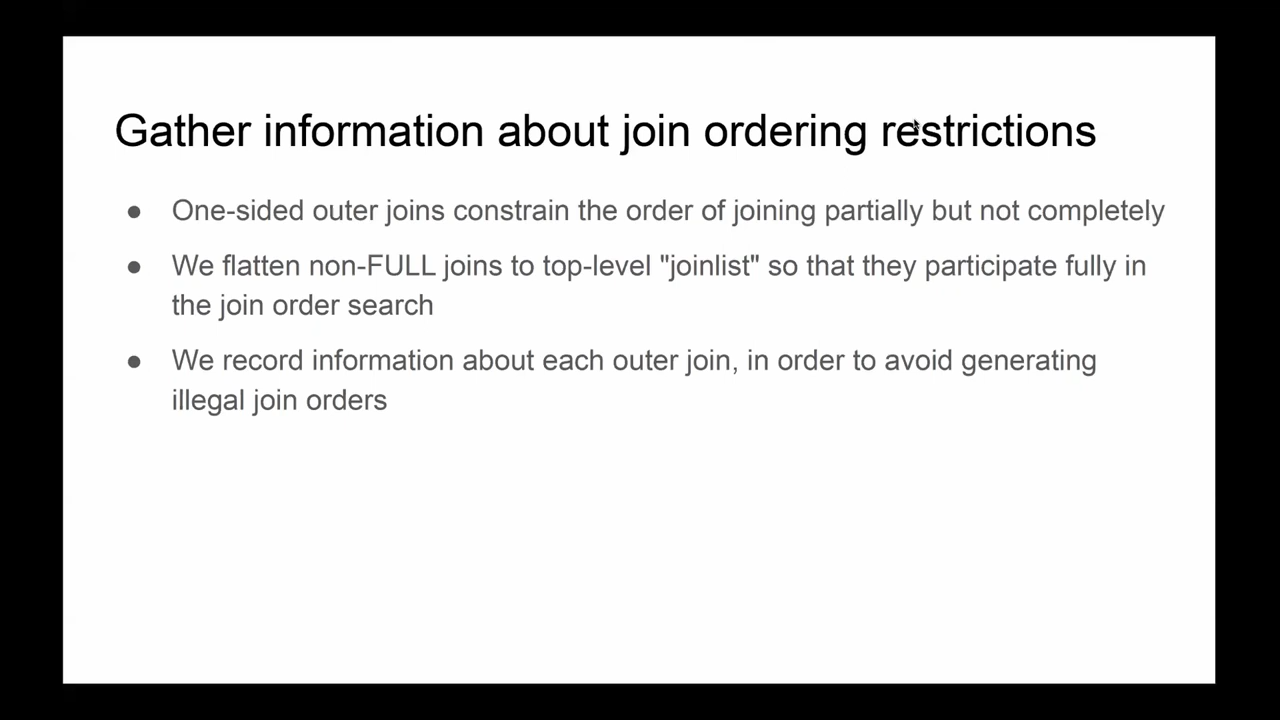 Gather information about join ordering restrictions
● One-sided outer joins constrain the order of joining partially but not completely
● We flatten non-FULL joins to top-level "joinlist" so that they participate fully in
the join order search
● We record information about each outer join, in order to avoid generating
illegal join orders